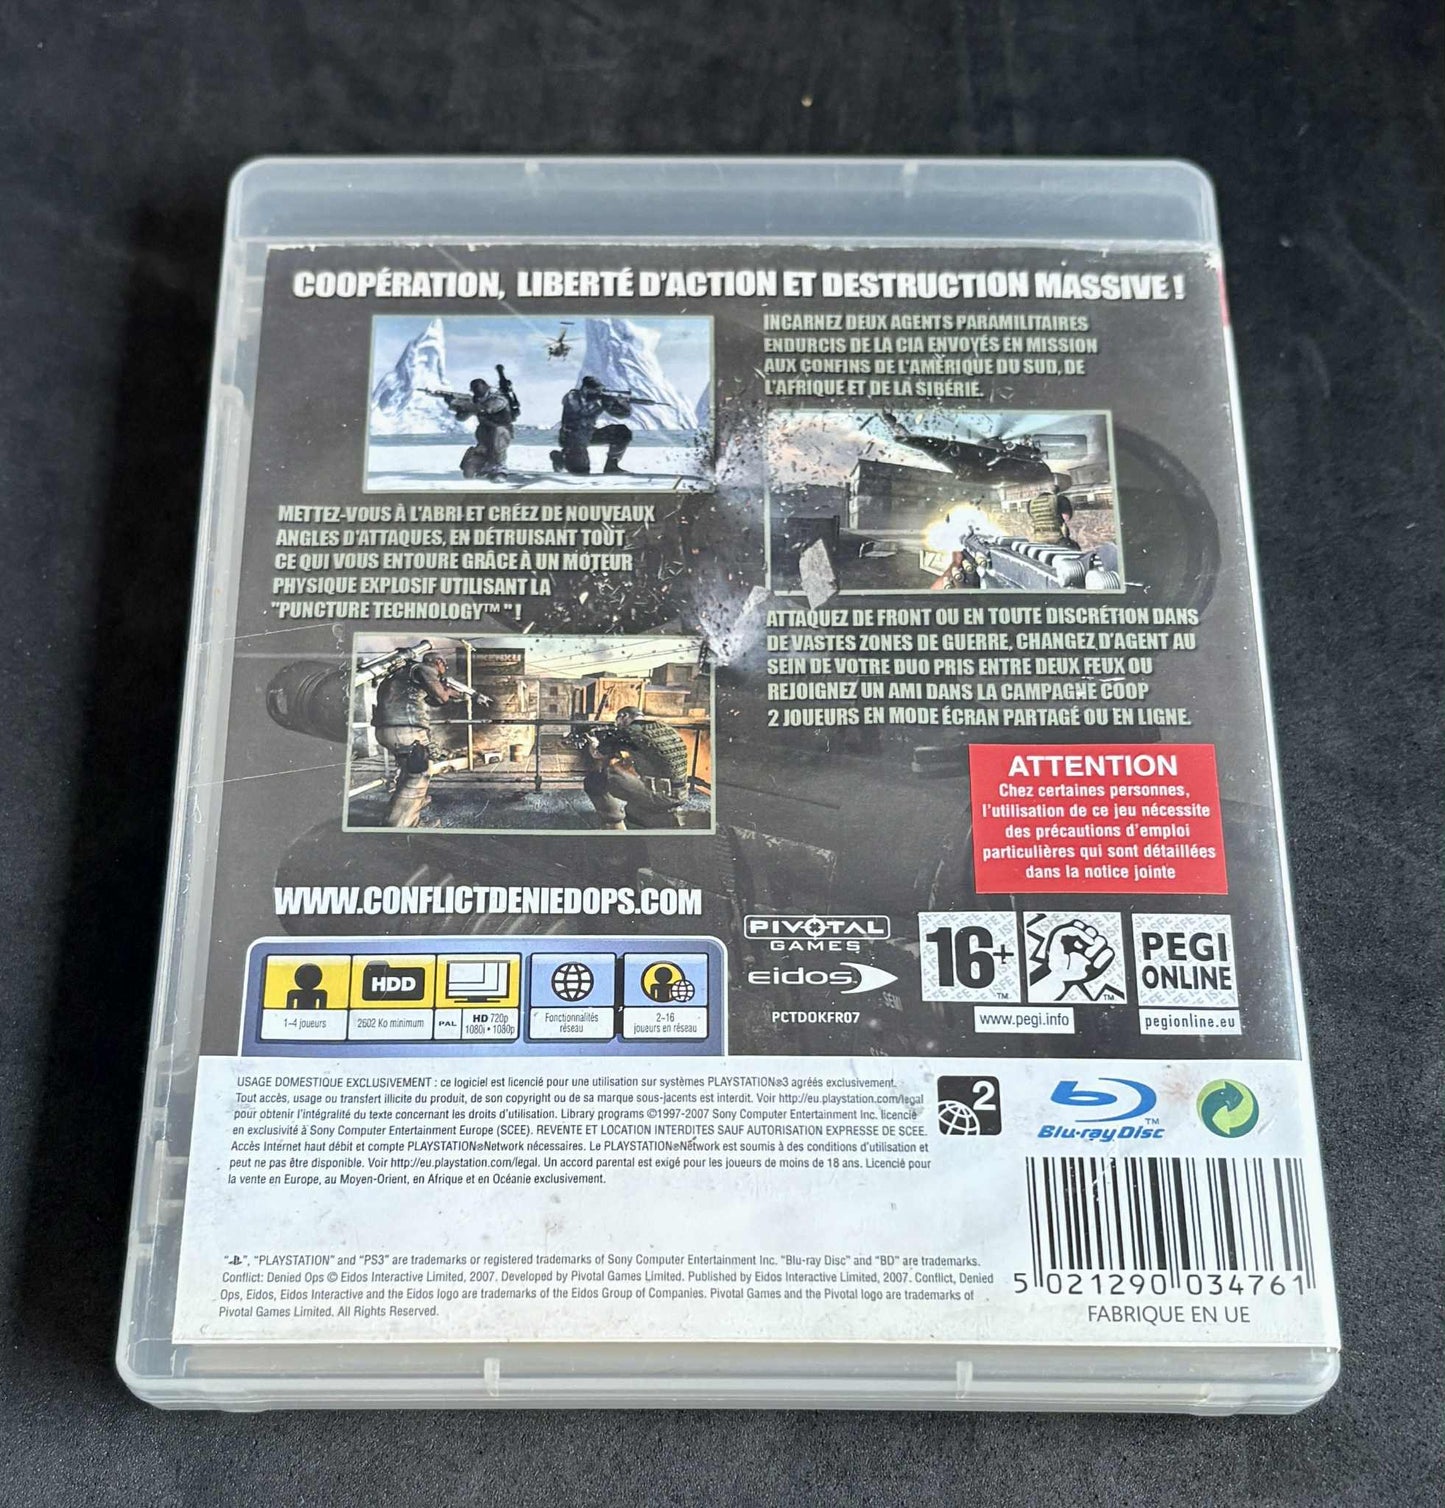 COOPÉRATION, LIBERTÉ D'ACTION ET DESTRUCTION MASSIVE !
INCARNEZ DEUX AGENTS PARAMILITAIRES
ENDURCIS DE LA CIA ENVOYÉS EN MISSION
AUX CONFINS DE L'AMÉRIQUE DU SUD, DE
L'AFRIQUE ET DE LA SIBÉRIE.
METTEZ-VOUS À L'ABRI ET CRÉEZ DE NOUVEAUX
ANGLES D'ATTAQUES, EN DÉTRUISANT TOUT
CE QUI VOUS ENTOURE GRÂCE À UN MOTEUR
PHYSIQUE EXPLOSIF UTILISANT LA
"PUNCTURE TECHNOLOGY™" !
ATTAQUEZ DE FRONT OU EN TOUTE DISCRÉTION DANS
DE VASTES ZONES DE GUERRE, CHANGEZ D'AGENT AU
SEIN DE VOTRE DUO PRIS ENTRE DEUX FEUX OU
REJOIGNEZ UN AMI DANS LA CAMPAGNE COOP
2 JOUEURS EN MODE ÉCRAN PARTAGÉ OU EN LIGNE.
ATTENTION
Chez certaines personnes,
l'utilisation de ce jeu nécessite
des précautions d'emploi
particulières qui sont détaillées
dans la notice jointe
WWW.CONFLICTDENIEDOPS.COM
PIVOTAL
GAMES
eidos
PCTDOKFR07
16+
TM
www.pegi.info
TM
PEGI
ONLINE
pegionline.eu
HDD
1-4 joueurs
2602 Ko minimum
PAL
HD 720p
1080i • 1080p
Fonctionnalités
réseau
2-16
joueurs en réseau
USAGE DOMESTIQUE EXCLUSIVEMENT : ce logiciel est licencié pour une utilisation sur systèmes PLAYSTATION®3 agréés exclusivement.
Tout accès, usage ou transfert illicite du produit, de son copyright ou de sa marque sous-jacents est interdit. Voir http://eu.playstation.com/legal
pour obtenir l'intégralité du texte concernant les droits d'utilisation. Library programs ©1997-2007 Sony Computer Entertainment Inc. licencié
en exclusivité à Sony Computer Entertainment Europe (SCEE). REVENTE ET LOCATION INTERDITES SAUF AUTORISATION EXPRESSE DE SCEE.
Accès Internet haut débit et compte PLAYSTATION®Network nécessaires. Le PLAYSTATION®Network est soumis à des conditions d'utilisation et
peut ne pas être disponible. Voir http://eu.playstation.com/legal. Un accord parental est exigé pour les joueurs de moins de 18 ans. Licencié pour
la vente en Europe, au Moyen-Orient, en Afrique et en Océanie exclusivement.
2
Blu-ray Disc
TM
"PS", "PLAYSTATION" and "PS3" are trademarks or registered trademarks of Sony Computer Entertainment Inc. "Blu-ray Disc" and "BD" are trademarks.
Conflict: Denied Ops © Eidos Interactive Limited, 2007. Developed by Pivotal Games Limited. Published by Eidos Interactive Limited, 2007. Conflict, Denied
Ops, Eidos, Eidos Interactive and the Eidos logo are trademarks of the Eidos Group of Companies. Pivotal Games and the Pivotal logo are trademarks of
Pivotal Games Limited. All Rights Reserved.
5 021290 034761
FABRIQUE EN UE